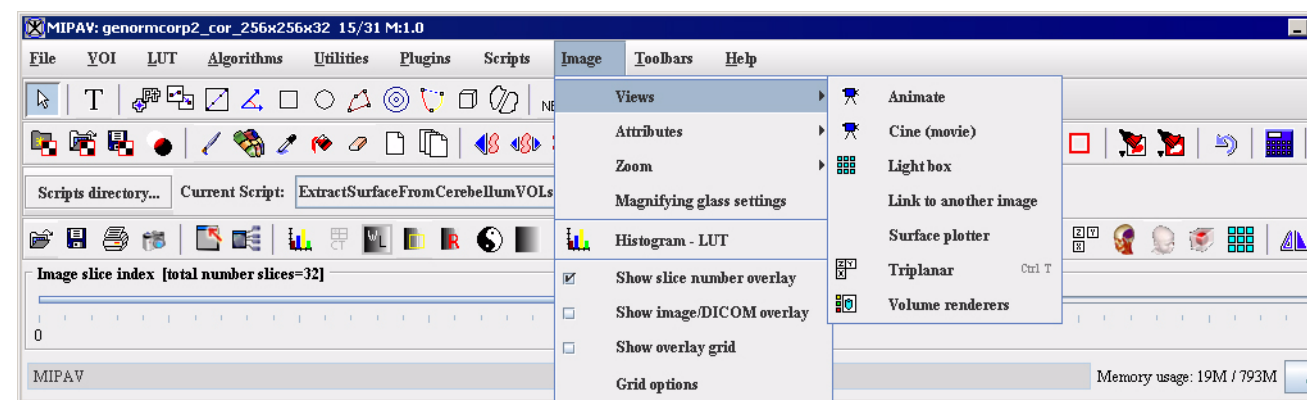 MIPAV: genormcorp2_cor_256x256x32 15/31 M:1.0
File VOI LUT Algorithms Utilities Plugins Scripts Image Toolbars Help
T
Views
Animate
Attributes
Cine (movie)
Zoom
Light box
Scripts directory... Current Script: ExtractSurfaceFromCerebellumVOIs
Magnifying glass settings
Link to another image
Histogram - LUT
Surface plotter
Image slice index [total number slices=32]
Show slice number overlay
Triplanar Ctrl T
Show image/DICOM overlay
Volume renderers
0
Show overlay grid
MIPAV
Grid options
Memory usage: 19M / 793M